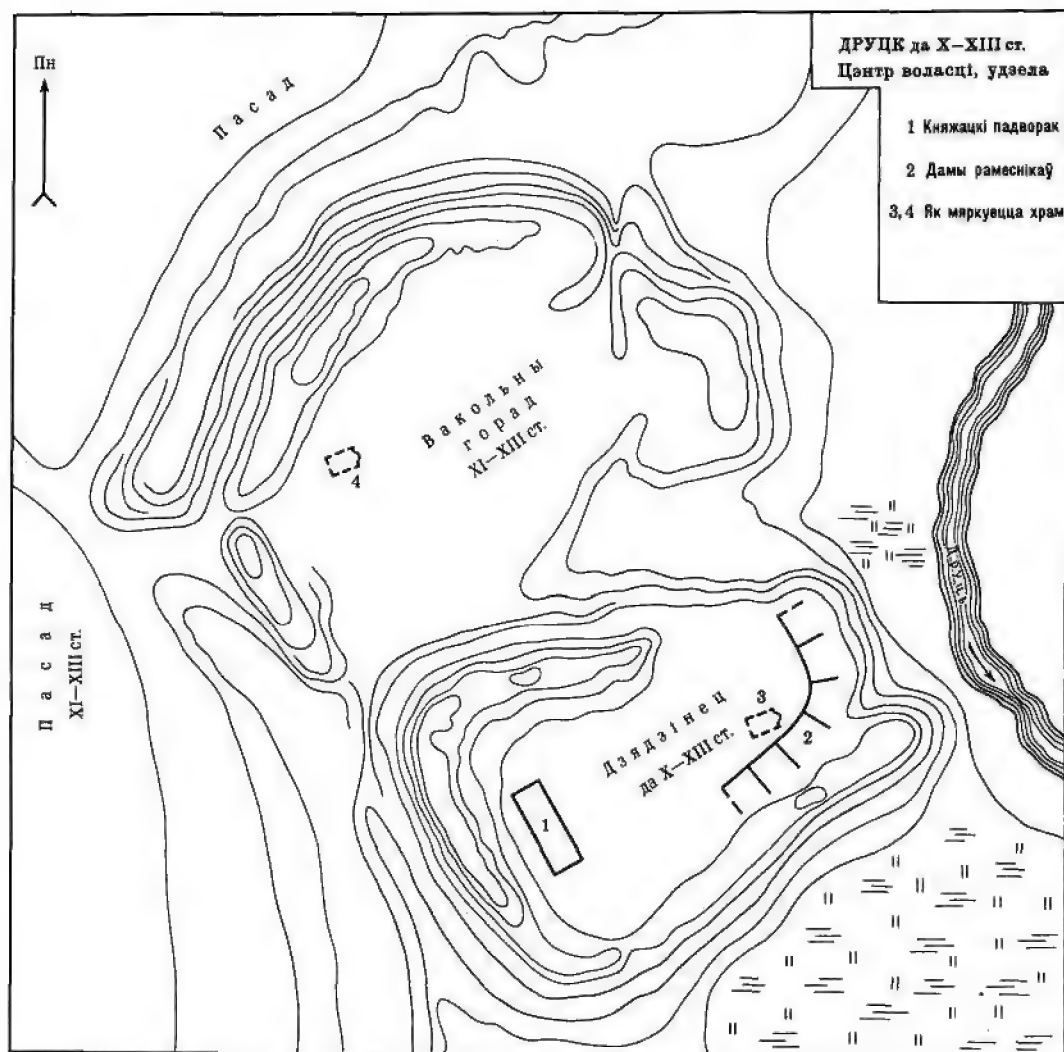 ДРУЦК да X–XIII ст.
Цэнтр воласці, удзела
1 Княжацкі падворак
2 Дамы рамеснікаў
3, 4 Як мяркуецца храм
Пн
Пасад
Вакольны
горад
XI–XIII ст.
4
Друць
Пасад
XI–XIII ст.
Дзядзінец
да X–XIII ст.
3
2
1